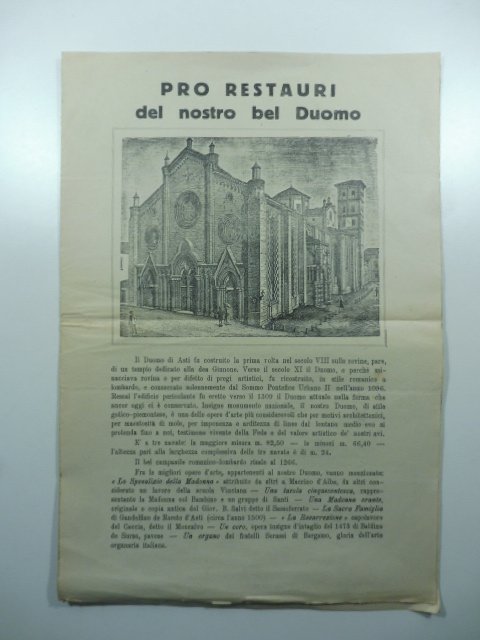 PRO RESTAURI
del nostro bel Duomo
Il Duomo di Asti fu costruito la prima volta nel secolo VIII sulle rovine, pare,
di un tempio dedicato alla dea Giunone. Verso il secolo XI il Duomo, o perchè mi-
nacciava rovina o per difetto di pregi artistici, fu ricostruito, in stile romanico o
lombardo, e consacrato solennemente dal Sommo Pontefice Urbano II nell'anno 1096.
Resosi l'edificio pericolante fu eretto verso il 1309 il Duomo attuale nella forma che
ancor oggi ci è conservato. Insigne monumento nazionale, il nostro Duomo, di stile
gotico-piemontese, è una delle opere d'arte più considerevoli che per motivi architettonici,
per maestosità di mole, per imponenza e arditezza di linee dal lontano medio evo si
protenda fino a noi, testimone vivente della Fede e del valore artistico de' nostri avi.
E' a tre navate: la maggiore misura m. 82,50 — le minori m. 66,40 —
l'altezza pari alla larghezza complessiva delle tre navate è di m. 24.
Il bel campanile romanico-lombardo risale al 1266.
Fra le migliori opere d'arte, appartenenti al nostro Duomo, vanno menzionate:
« Lo Sposalizio della Madonna » attribuito da altri a Macrino d'Alba, fu altri con-
siderato un lavoro della scuola Vinciana — Una tavola cinquecentesca, rappre-
sentante la Madonna col Bambino e un gruppo di Santi — Una Madonna orante,
originale o copia antica del Giov. B. Salvi detto il Sassoferrato — La Sacra Famiglia
di Gandolfino de Roreto d'Asti (circa l'anno 1500) — « La Resurrezione » capolavoro
del Caccia, detto il Moncalvo — Un coro, opera insigne d'intaglio del 1475 di Baldino
de Surso, pavese — Un organo dei fratelli Serassi di Bergamo, gloria dell'arte
organaria italiana.